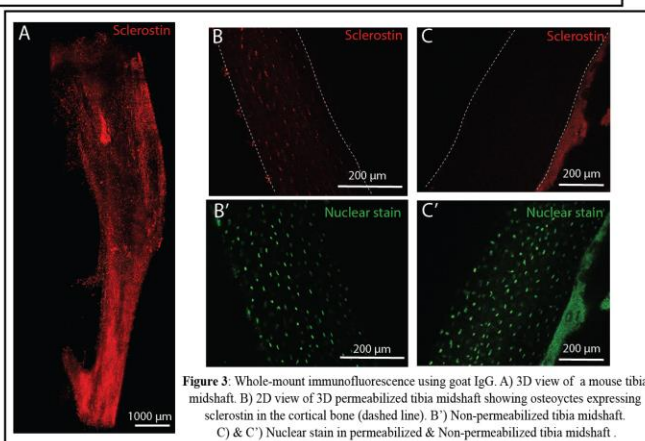 A
Sclerostin
1000 μm
B
Sclerostin
200 μm
C
Sclerostin
200 μm
B’
Nuclear stain
200 μm
C’
Nuclear stain
200 μm
Figure 3: Whole-mount immunofluorescence using goat IgG. A) 3D view of a mouse tibia
midshaft. B) 2D view of 3D permeabilized tibia midshaft showing osteoyctes expressing
sclerostin in the cortical bone (dashed line). B’) Non-permeabilized tibia midshaft.
C) & C’) Nuclear stain in permeabilized & Non-permeabilized tibia midshaft .